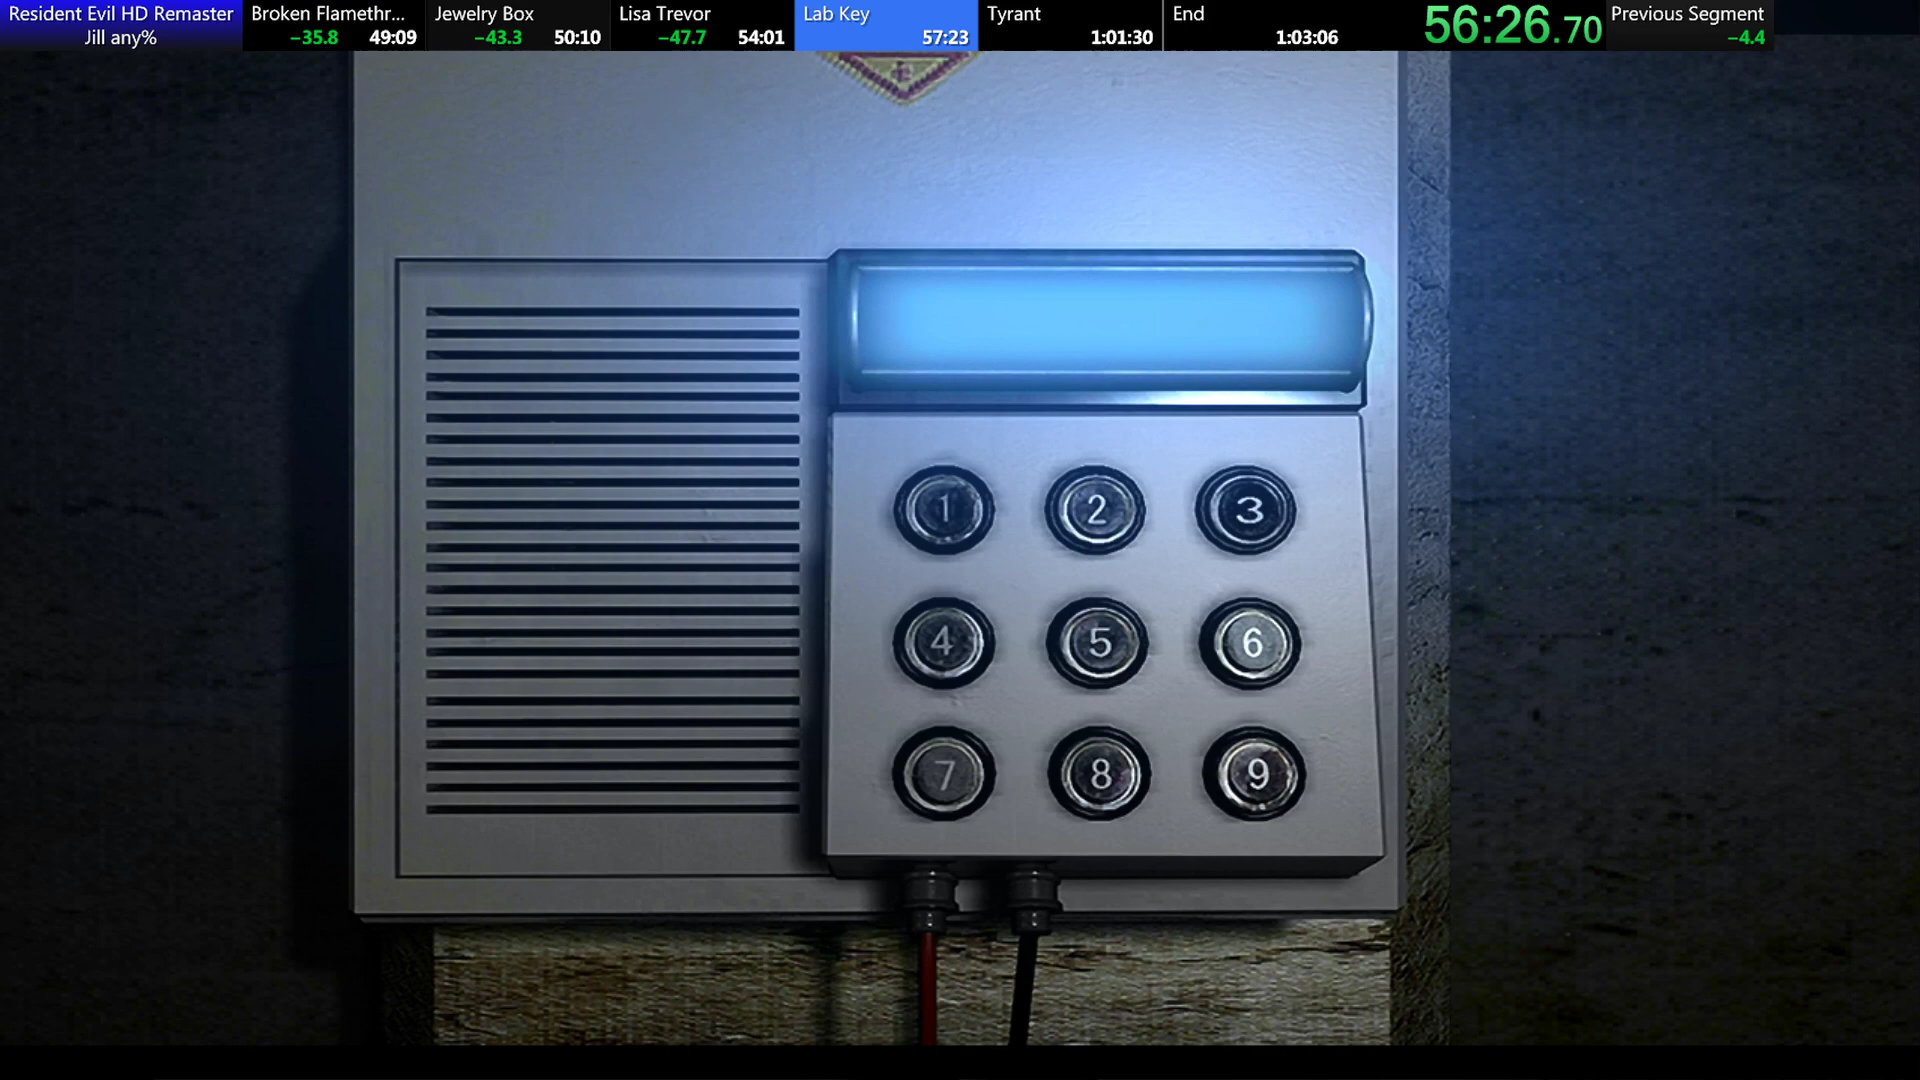 Resident Evil HD Remaster
Jill any%
Broken Flamethr...
-35.8 49:09
Jewelry Box
-43.3 50:10
Lisa Trevor
-47.7 54:01
Lab Key
57:23
Tyrant
1:01:30
End
1:03:06
56:26.70
Previous Segment
-4.4
1 2 3
4 5 6
7 8 9